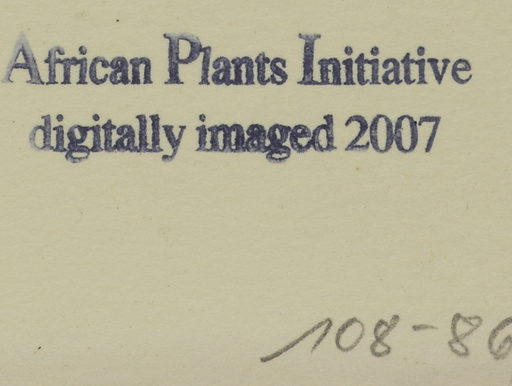 African Plants Initiative
digitally imaged 2007
108-86